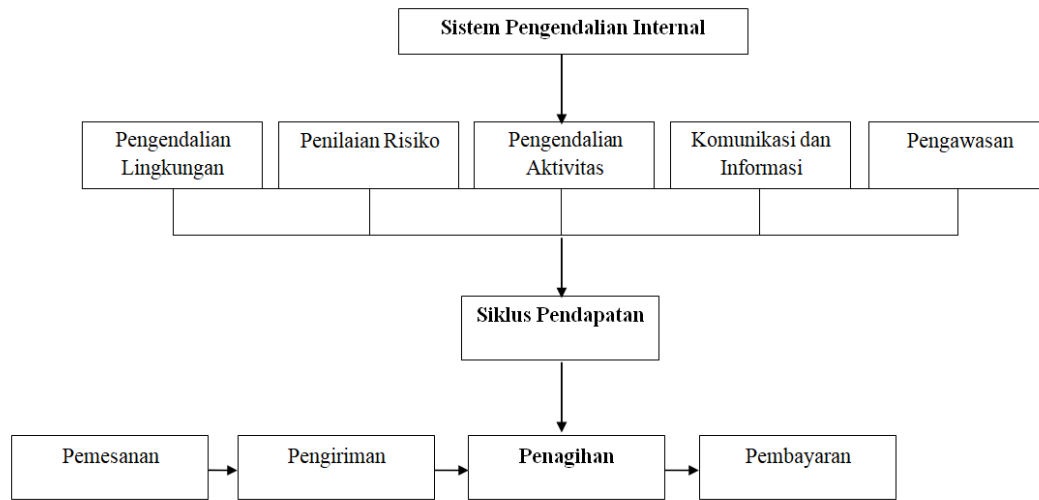 Sistem Pengendalian Internal
Pengendalian
Lingkungan
Penilaian Risiko
Pengendalian
Aktivitas
Komunikasi dan
Informasi
Pengawasan
Siklus Pendapatan
Pemesanan
Pengiriman
Penagihan
Pembayaran